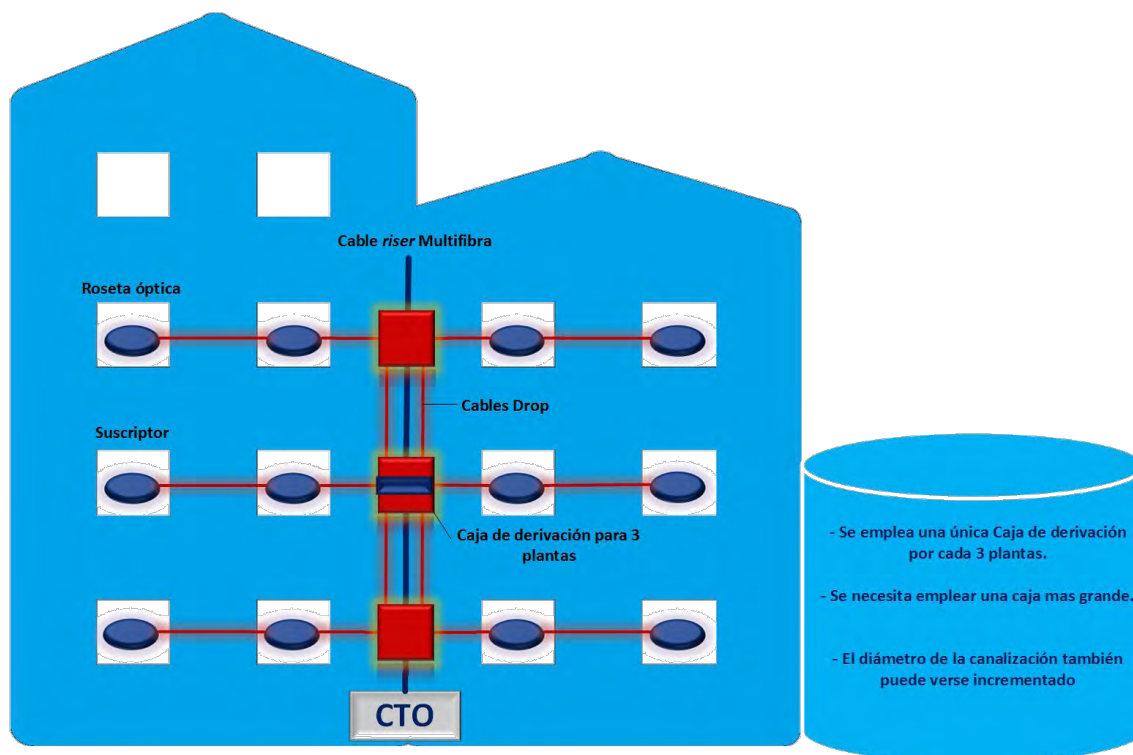 Cable riser Multifibra
Roseta óptica
Cables Drop
Suscriptor
Caja de derivación para 3
plantas
CTO
- Se emplea una única Caja de derivación
por cada 3 plantas.
- Se necesita emplear una caja mas grande.
- El diámetro de la canalización también
puede verse incrementado